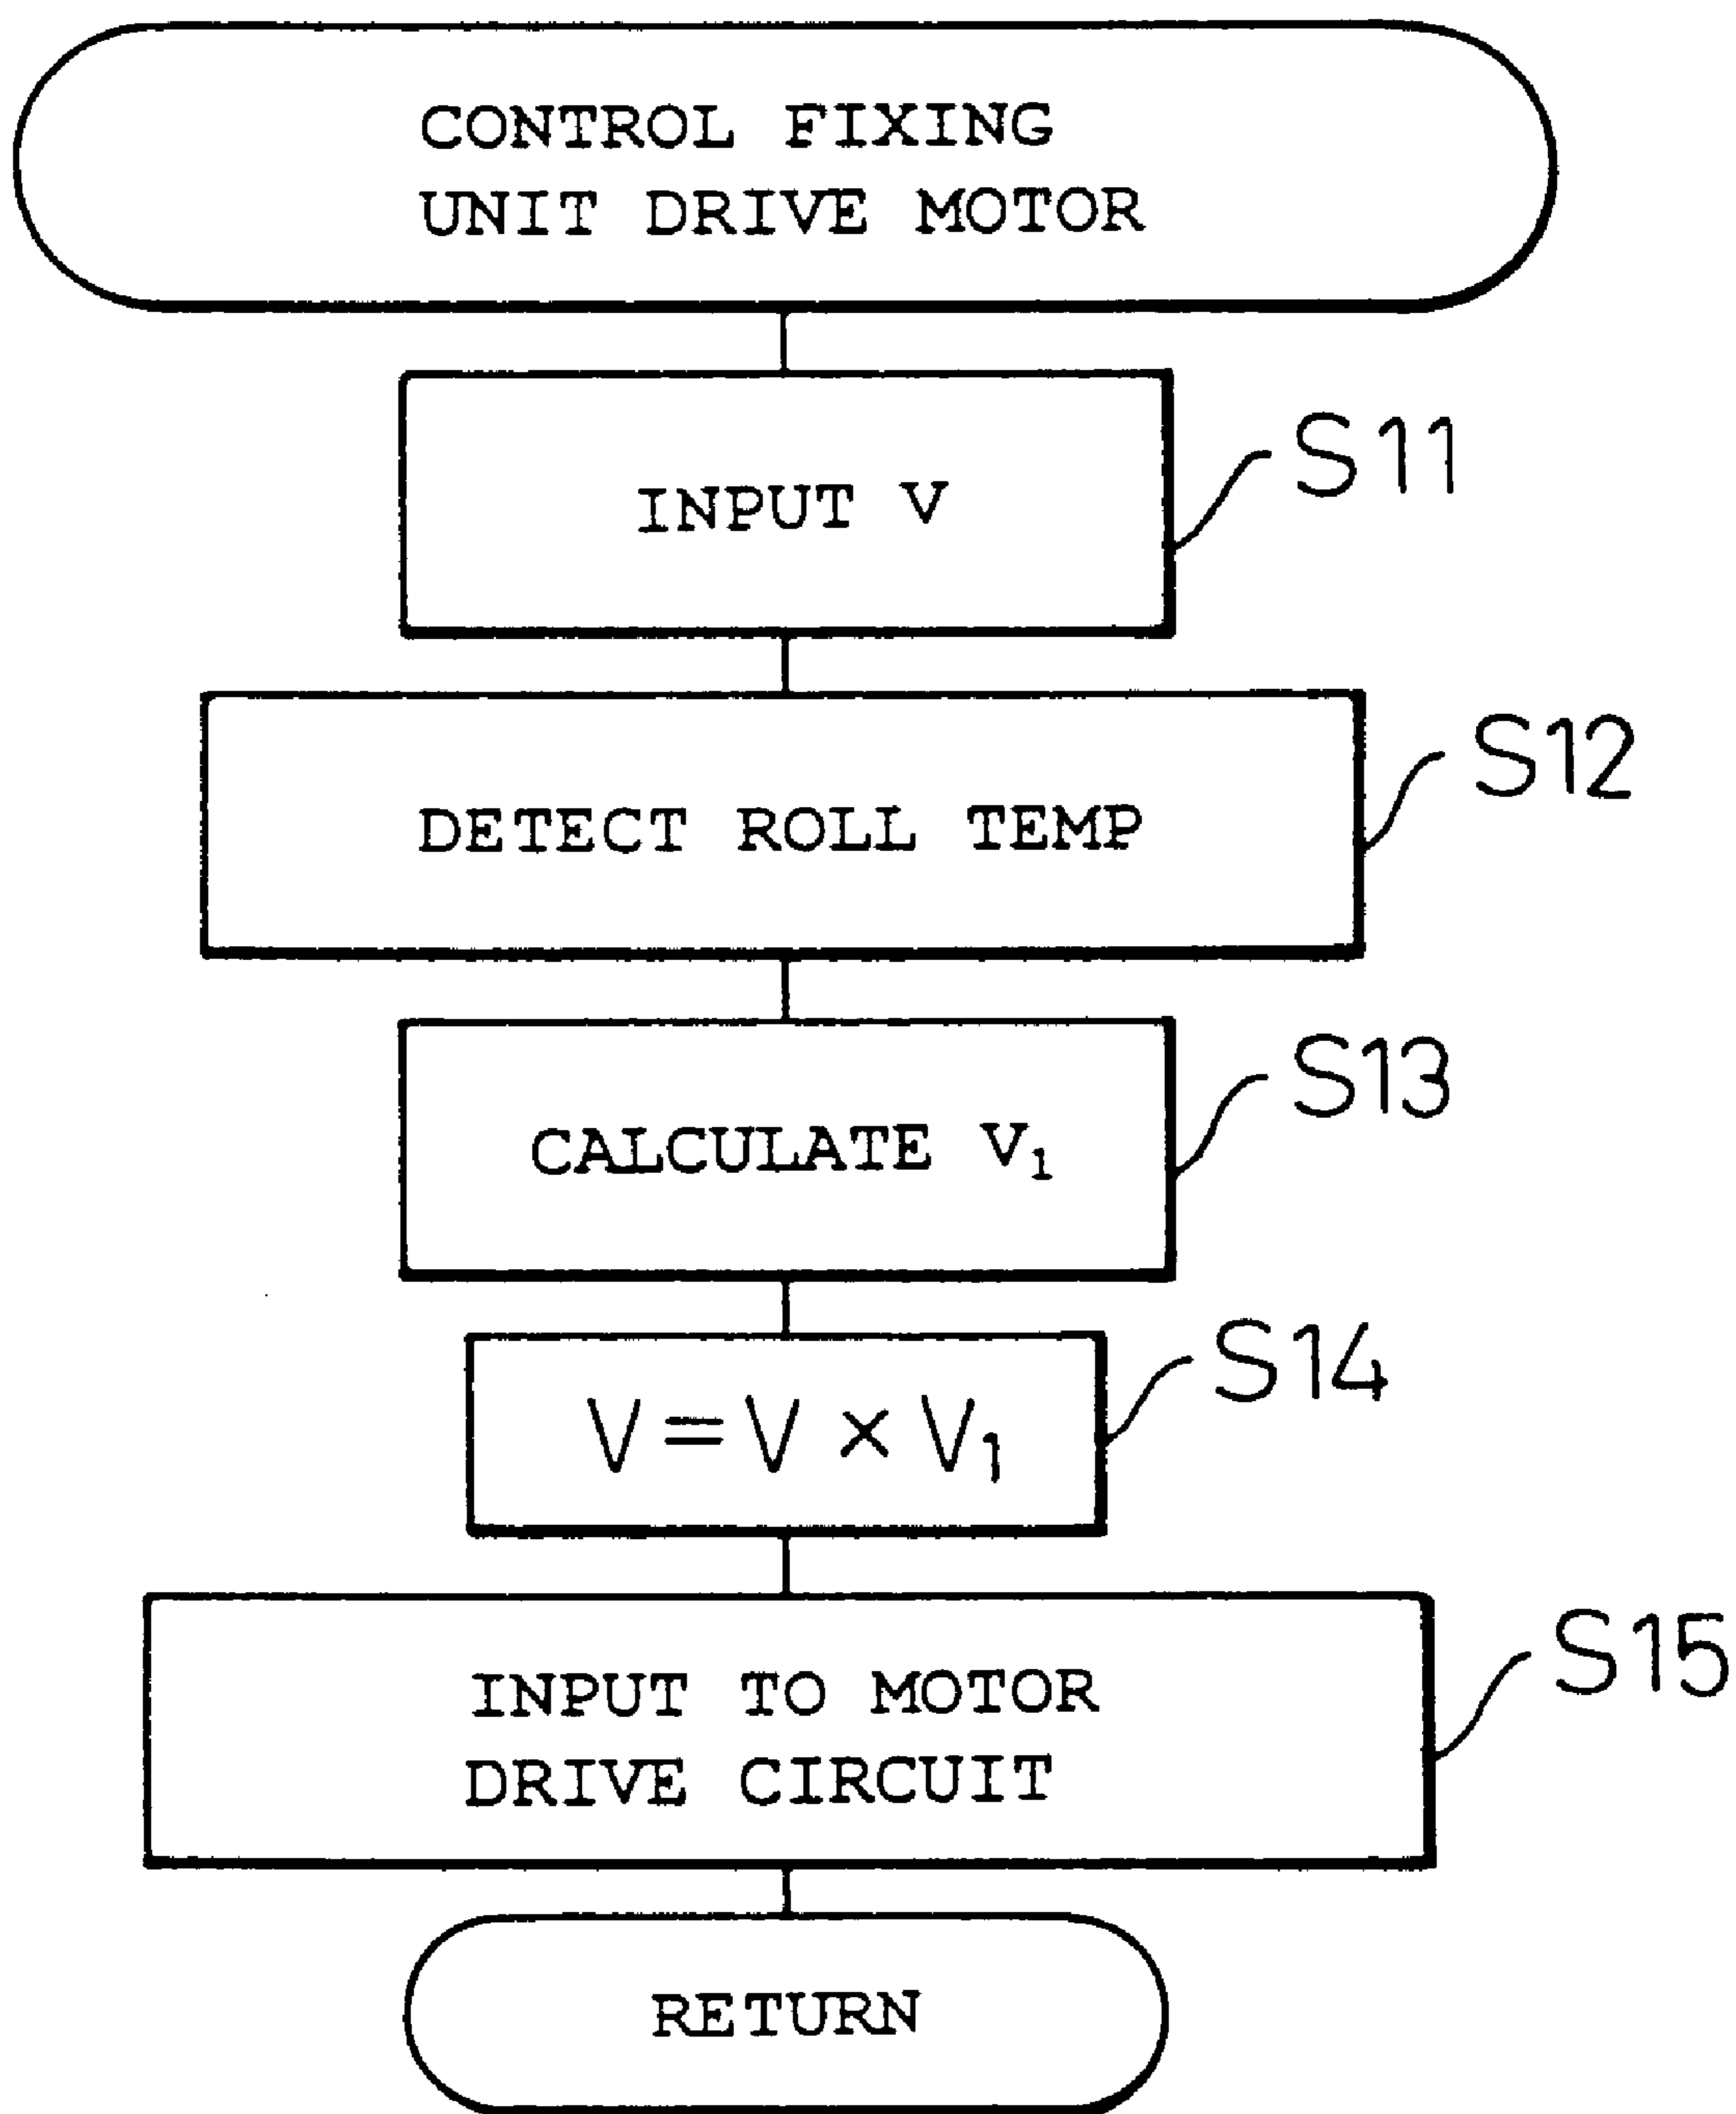 CONTROL FIXING
UNIT DRIVE MOTOR
INPUT V
S11
DETECT ROLL TEMP
S12
CALCULATE V₁
S13
V=V×V₁
S14
INPUT TO MOTOR
DRIVE CIRCUIT
S15
RETURN